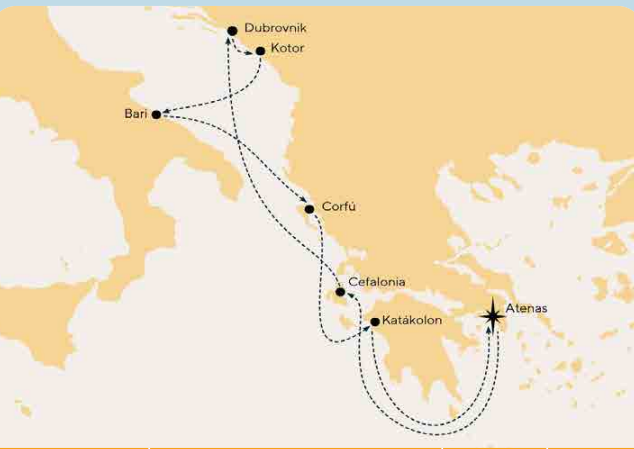 Dubrovnik
Kotor
Bari
Corfú
Cefalonia
Atenas
Katákolon